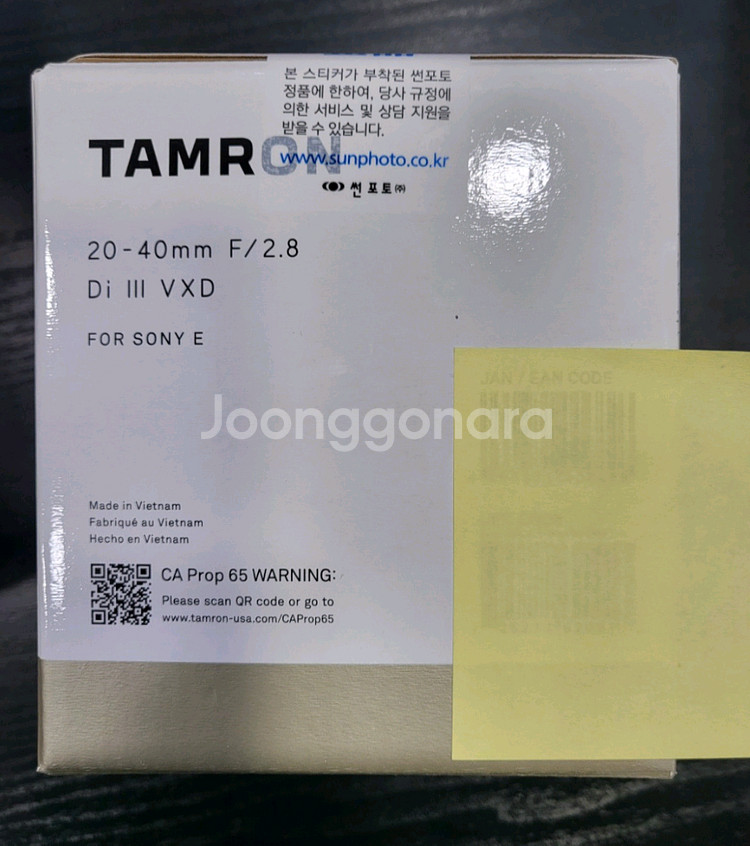 본 스티커가 부착된 썬포토
정품에 한하여, 당사 규정에
의한 서비스 및 상담 지원을
받을 수 있습니다.
TAMRON
www.sunphoto.co.kr
썬포토㈜
20-40mm F/2.8
Di III VXD
FOR SONY E
JAN / EAN CODE
Joonggonara
Made in Vietnam
Fabriqué au Vietnam
Hecho en Vietnam
CA Prop 65 WARNING:
Please scan QR code or go to
www.tamron-usa.com/CAProp65